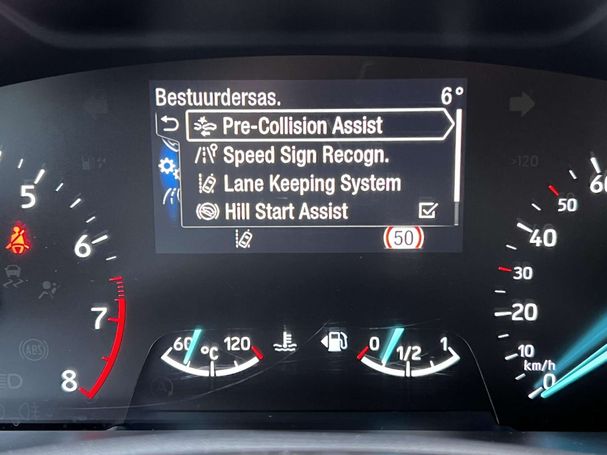 Bestuurdersas. 6°
Pre-Collision Assist
Speed Sign Recogn.
Lane Keeping System
Hill Start Assist
50
5
6
7
8
ABS
60 °C 120
0 1/2 1
>120
60
50
40
30
20
10
km/h
0